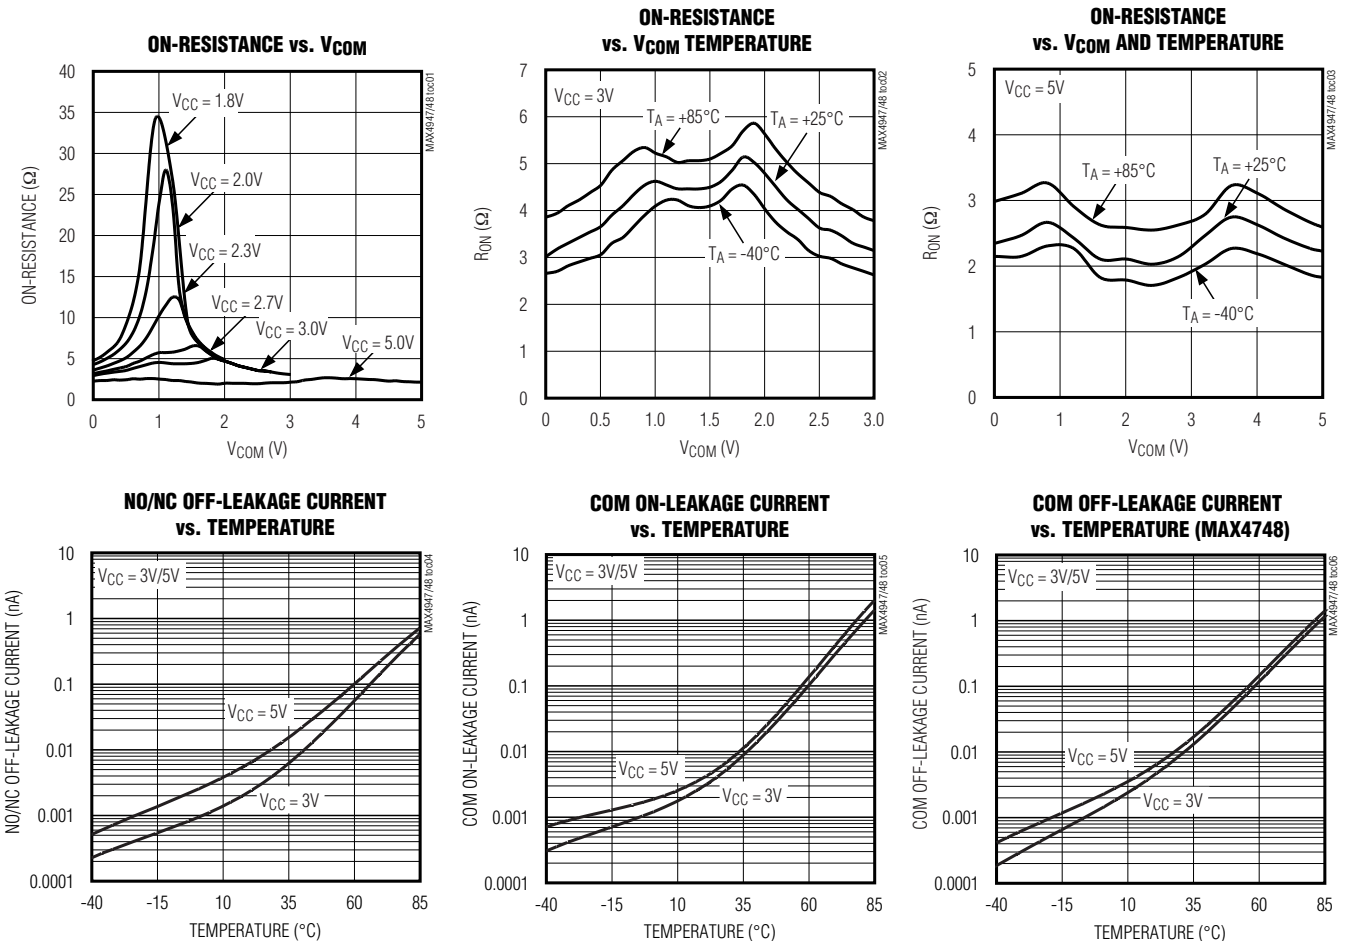 ON-RESISTANCE vs. VCOM
40
35
30
25
20
15
10
5
0
ON-RESISTANCE (Ω)
VCC = 1.8V
VCC = 2.0V
VCC = 2.3V
VCC = 2.7V
VCC = 3.0V
VCC = 5.0V
MAX4947/48 toc01
0 1 2 3 4 5
VCOM (V)
ON-RESISTANCE
vs. VCOM TEMPERATURE
7
6
5
4
3
2
1
0
RON (Ω)
VCC = 3V
TA = +85°C
TA = +25°C
TA = -40°C
MAX4947/48 toc02
0 0.5 1.0 1.5 2.0 2.5 3.0
VCOM (V)
ON-RESISTANCE
vs. VCOM AND TEMPERATURE
5
4
3
2
1
0
RON (Ω)
VCC = 5V
TA = +85°C
TA = +25°C
TA = -40°C
MAX4947/48 toc03
0 1 2 3 4 5
VCOM (V)
NO/NC OFF-LEAKAGE CURRENT
vs. TEMPERATURE
10
1
0.1
0.01
0.001
0.0001
NO/NC OFF-LEAKAGE CURRENT (nA)
VCC = 3V/5V
VCC = 5V
VCC = 3V
MAX4947/48 toc04
-40 -15 10 35 60 85
TEMPERATURE (°C)
COM ON-LEAKAGE CURRENT
vs. TEMPERATURE
10
1
0.1
0.01
0.001
0.0001
COM ON-LEAKAGE CURRENT (nA)
VCC = 3V/5V
VCC = 5V
VCC = 3V
MAX4947/48 toc05
-40 -15 10 35 60 85
TEMPERATURE (°C)
COM OFF-LEAKAGE CURRENT
vs. TEMPERATURE (MAX4748)
10
1
0.1
0.01
0.001
0.0001
COM OFF-LEAKAGE CURRENT (nA)
VCC = 3V/5V
VCC = 5V
VCC = 3V
MAX4947/48 toc06
-40 -15 10 35 60 85
TEMPERATURE (°C)